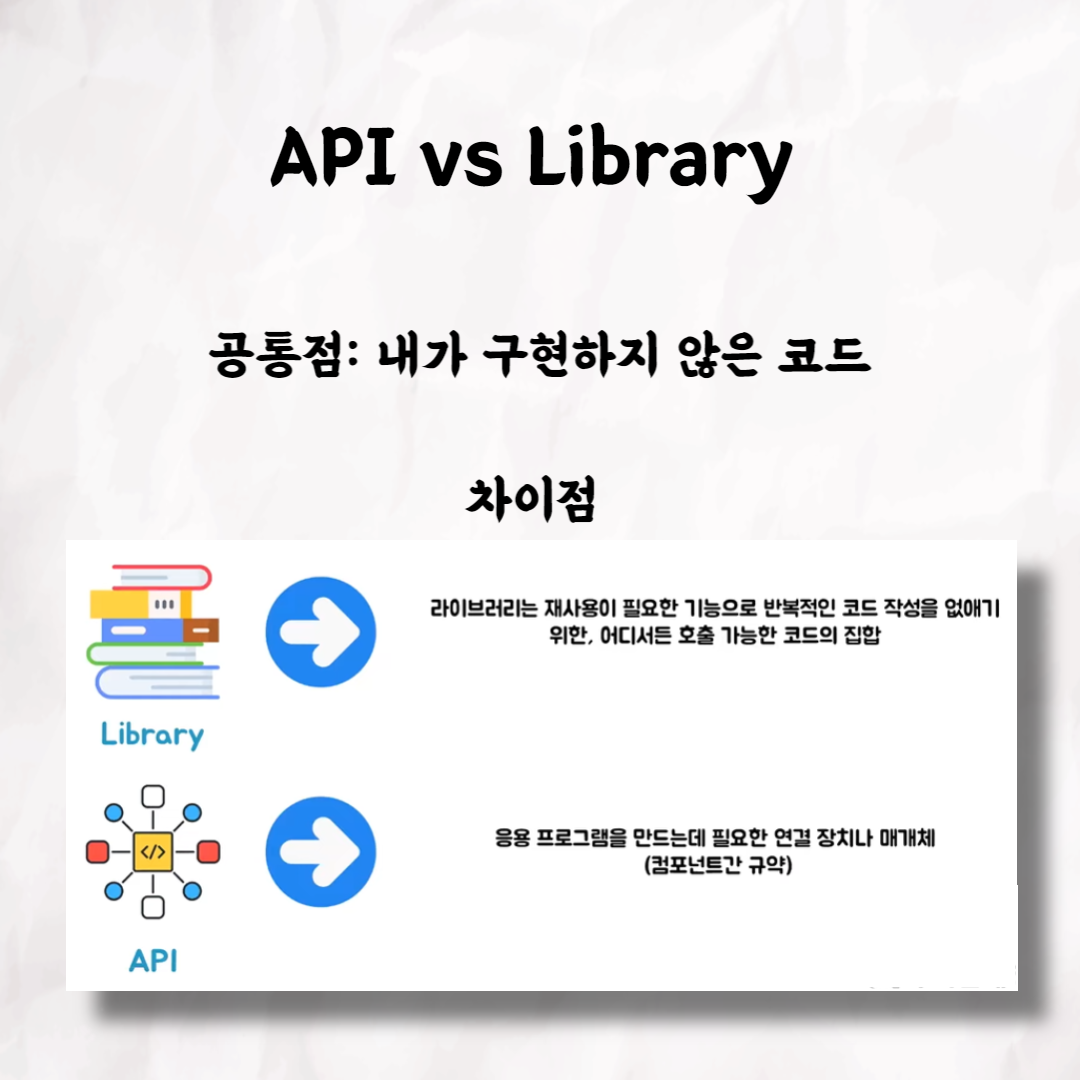 API vs Library
공통점: 내가 구현하지 않은 코드
차이점
라이브러리는 재사용이 필요한 기능으로 반복적인 코드 작성을 없애기
위한, 어디서든 호출 가능한 코드의 집합
Library
응용 프로그램을 만드는데 필요한 연결 장치나 매개체
(컴포넌트간 규약)
</>
API